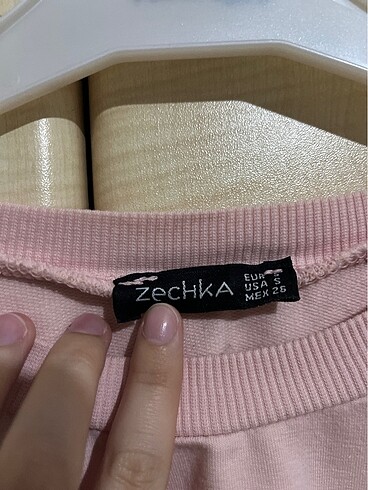 zecHKA
EUR
USA S
MEX 26